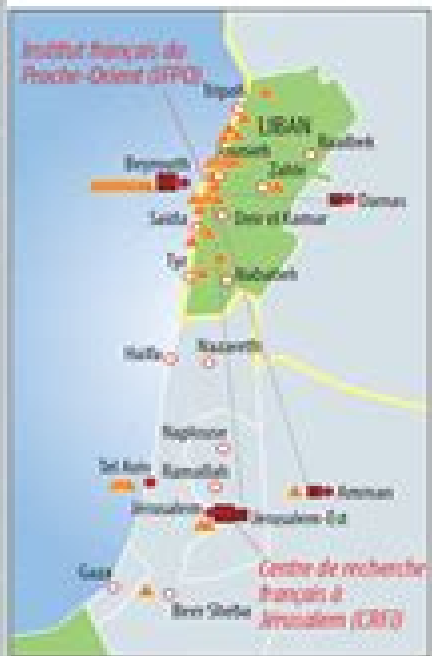 Institut français du
Proche-Orient (IFPO)
Tripoli
LIBAN
Baalbek
Beyrouth
Zahlé
Damas
Saïda
Deir el Kamar
Tyr
Nabatieh
Haïfa
Nazareth
Naplouse
Tel Aviv
Ramallah
Amman
Jérusalem
Jérusalem-Est
Gaza
Beer Sheba
Centre de recherche
français à
Jérusalem (CRFJ)